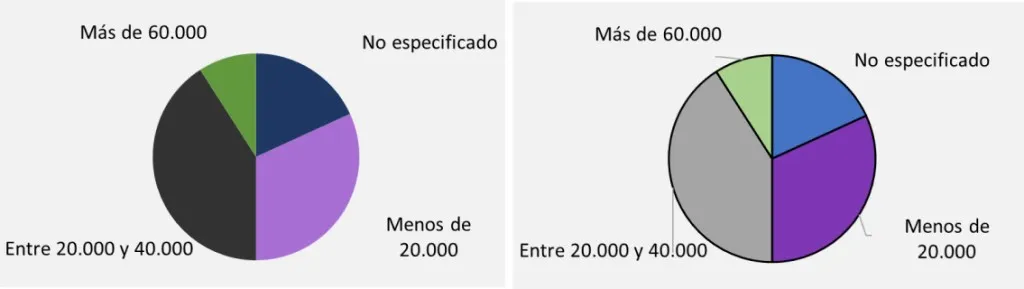 Más de 60.000
No especificado
Entre 20.000 y 40.000
Menos de
20.000
Más de 60.000
No especificado
Entre 20.000 y 40.000
Menos de
20.000